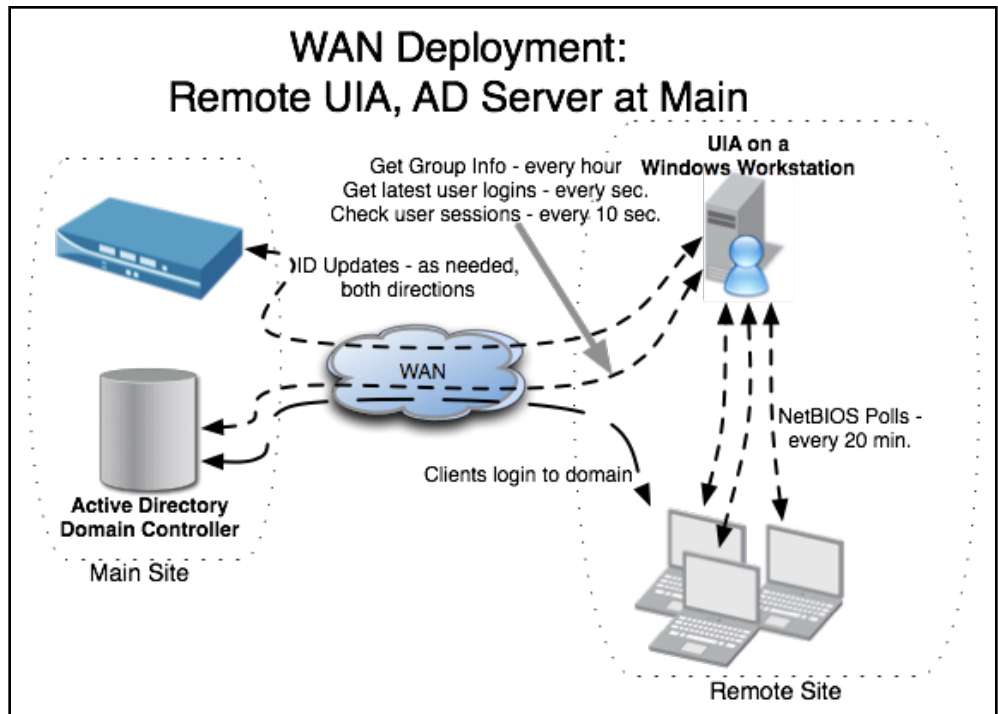 WAN Deployment:
Remote UIA, AD Server at Main
UIA on a
Windows Workstation
Get Group Info - every hour
Get latest user logins - every sec.
Check user sessions - every 10 sec.
ID Updates - as needed,
both directions
WAN
NetBIOS Polls -
every 20 min.
Clients login to domain
Active Directory
Domain Controller
Main Site
Remote Site